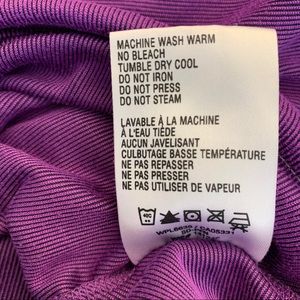 MACHINE WASH WARM
NO BLEACH
TUMBLE DRY COOL
DO NOT IRON
DO NOT PRESS
DO NOT STEAM
LAVABLE À LA MACHINE
À L'EAU TIÈDE
AUCUN JAVELISANT
CULBUTAGE BASSE TEMPÉRATURE
NE PAS REPASSER
NE PAS PRESSER
NE PAS UTILISER DE VAPEUR